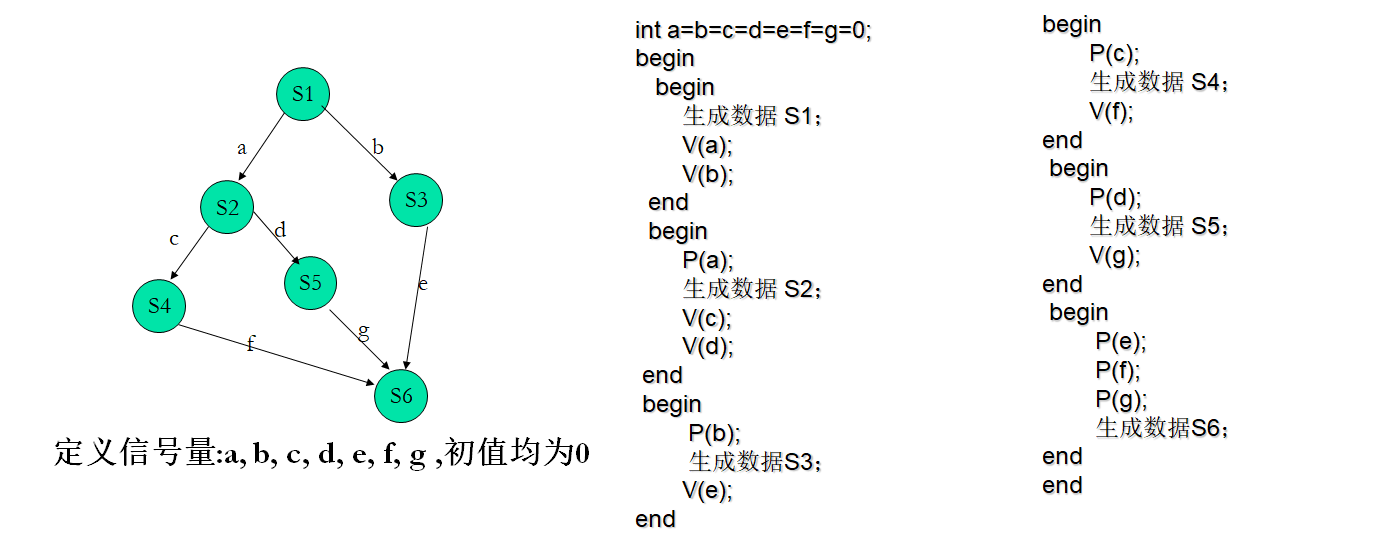 S1
a
b
S2
S3
c
d
S5
e
S4
g
f
S6
定义信号量:a, b, c, d, e, f, g ,初值均为0
int a=b=c=d=e=f=g=0;
begin
begin
生成数据 S1;
V(a);
V(b);
end
begin
P(a);
生成数据 S2;
V(c);
V(d);
end
begin
P(b);
生成数据S3;
V(e);
end
begin
P(c);
生成数据 S4;
V(f);
end
begin
P(d);
生成数据 S5;
V(g);
end
begin
P(e);
P(f);
P(g);
生成数据S6;
end
end